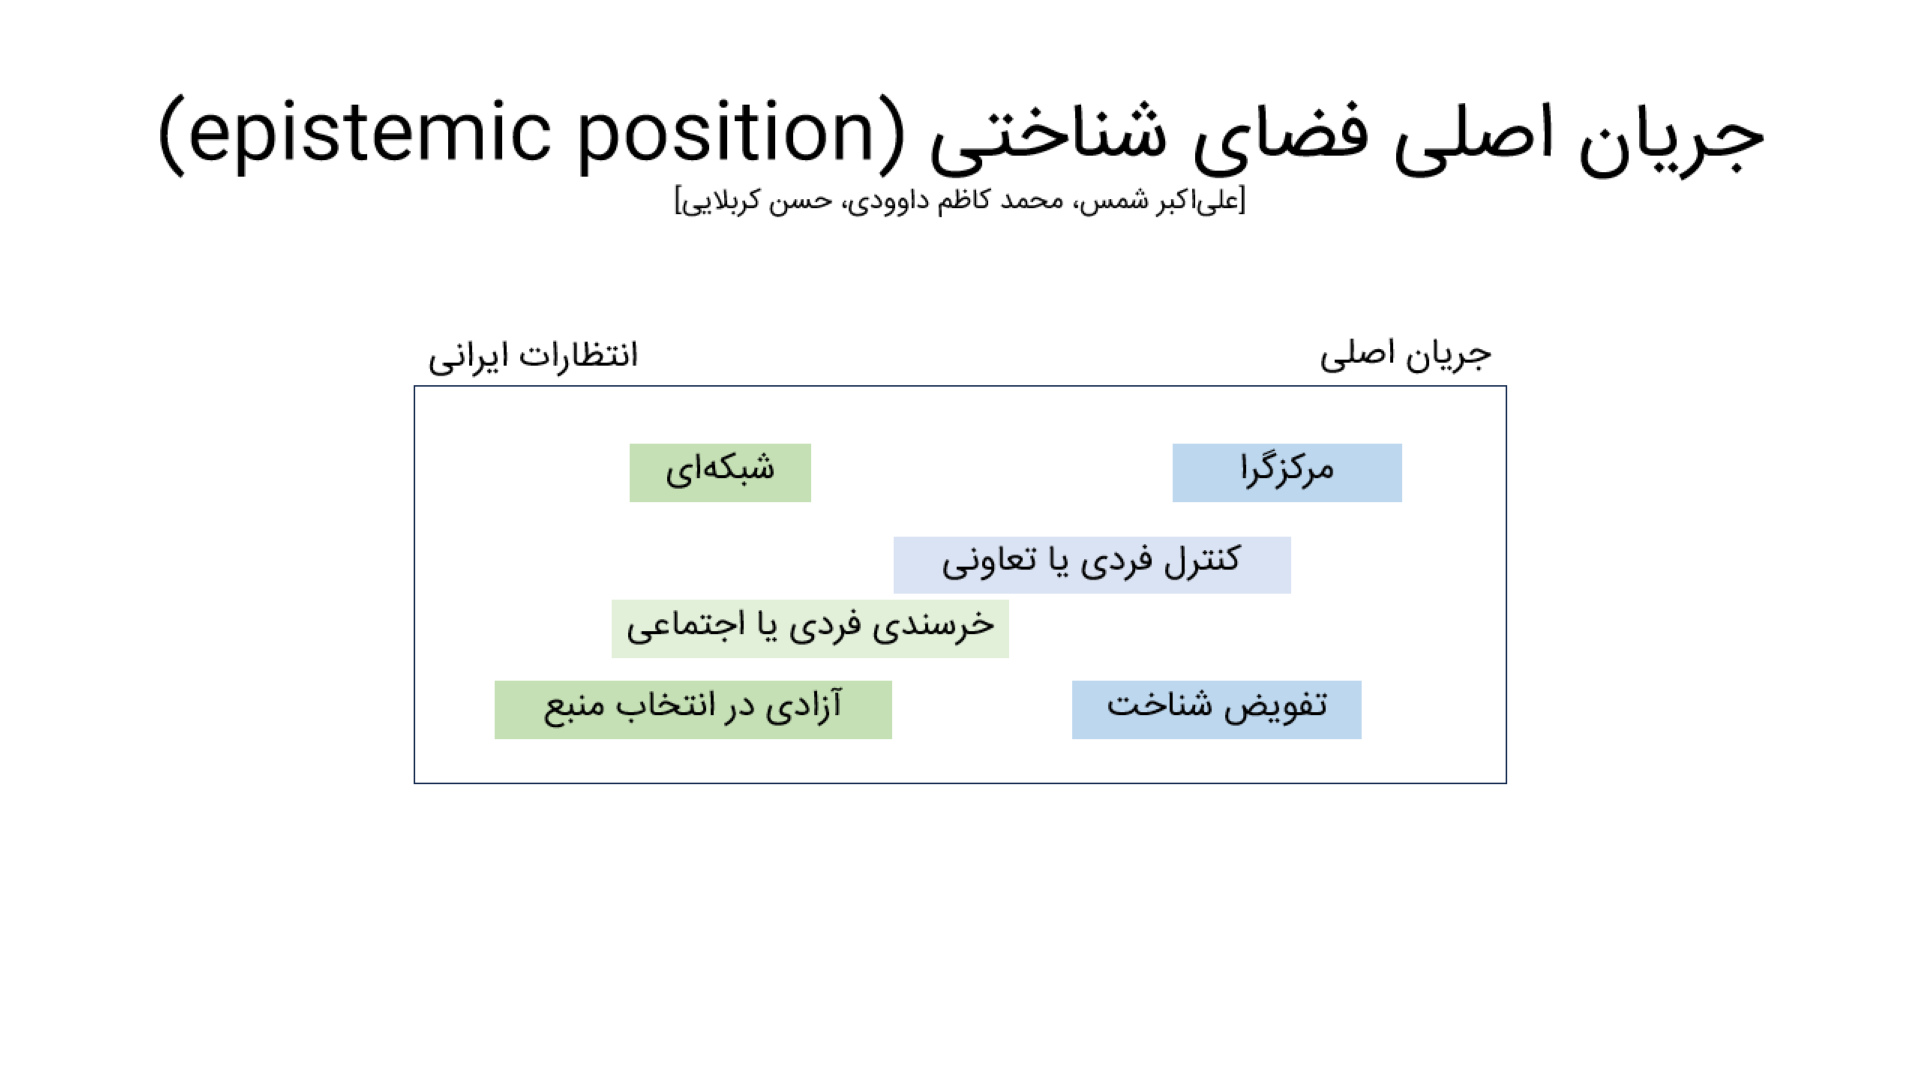 جریان اصلی فضای شناختی (epistemic position)
[علی‌اکبر شمس، محمد کاظم داوودی، حسن کربلایی]
جریان اصلی
انتظارات ایرانی
مرکزگرا
شبکه‌ای
کنترل فردی یا تعاونی
خرسندی فردی یا اجتماعی
تفویض شناخت
آزادی در انتخاب منبع